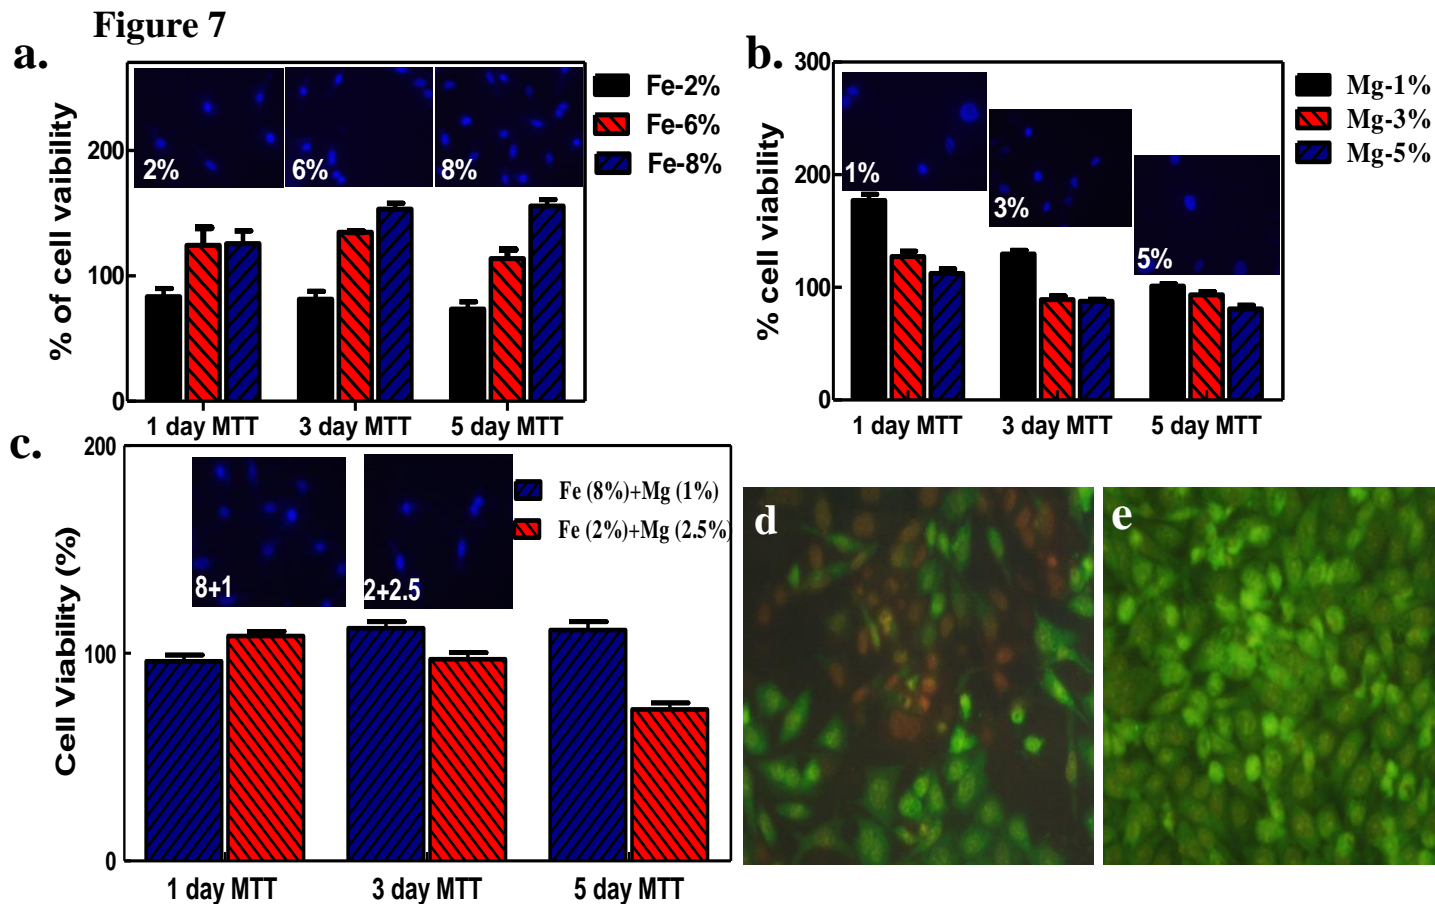 Figure 7
a.
% of cell vaibility
200
100
0
2%
6%
8%
Fe-2%
Fe-6%
Fe-8%
1 day MTT
3 day MTT
5 day MTT
b.
% cell viability
300
200
100
0
1%
3%
5%
Mg-1%
Mg-3%
Mg-5%
1 day MTT
3 day MTT
5 day MTT
c.
Cell Viability (%)
200
100
0
8+1
2+2.5
Fe (8%)+Mg (1%)
Fe (2%)+Mg (2.5%)
1 day MTT
3 day MTT
5 day MTT
d
e